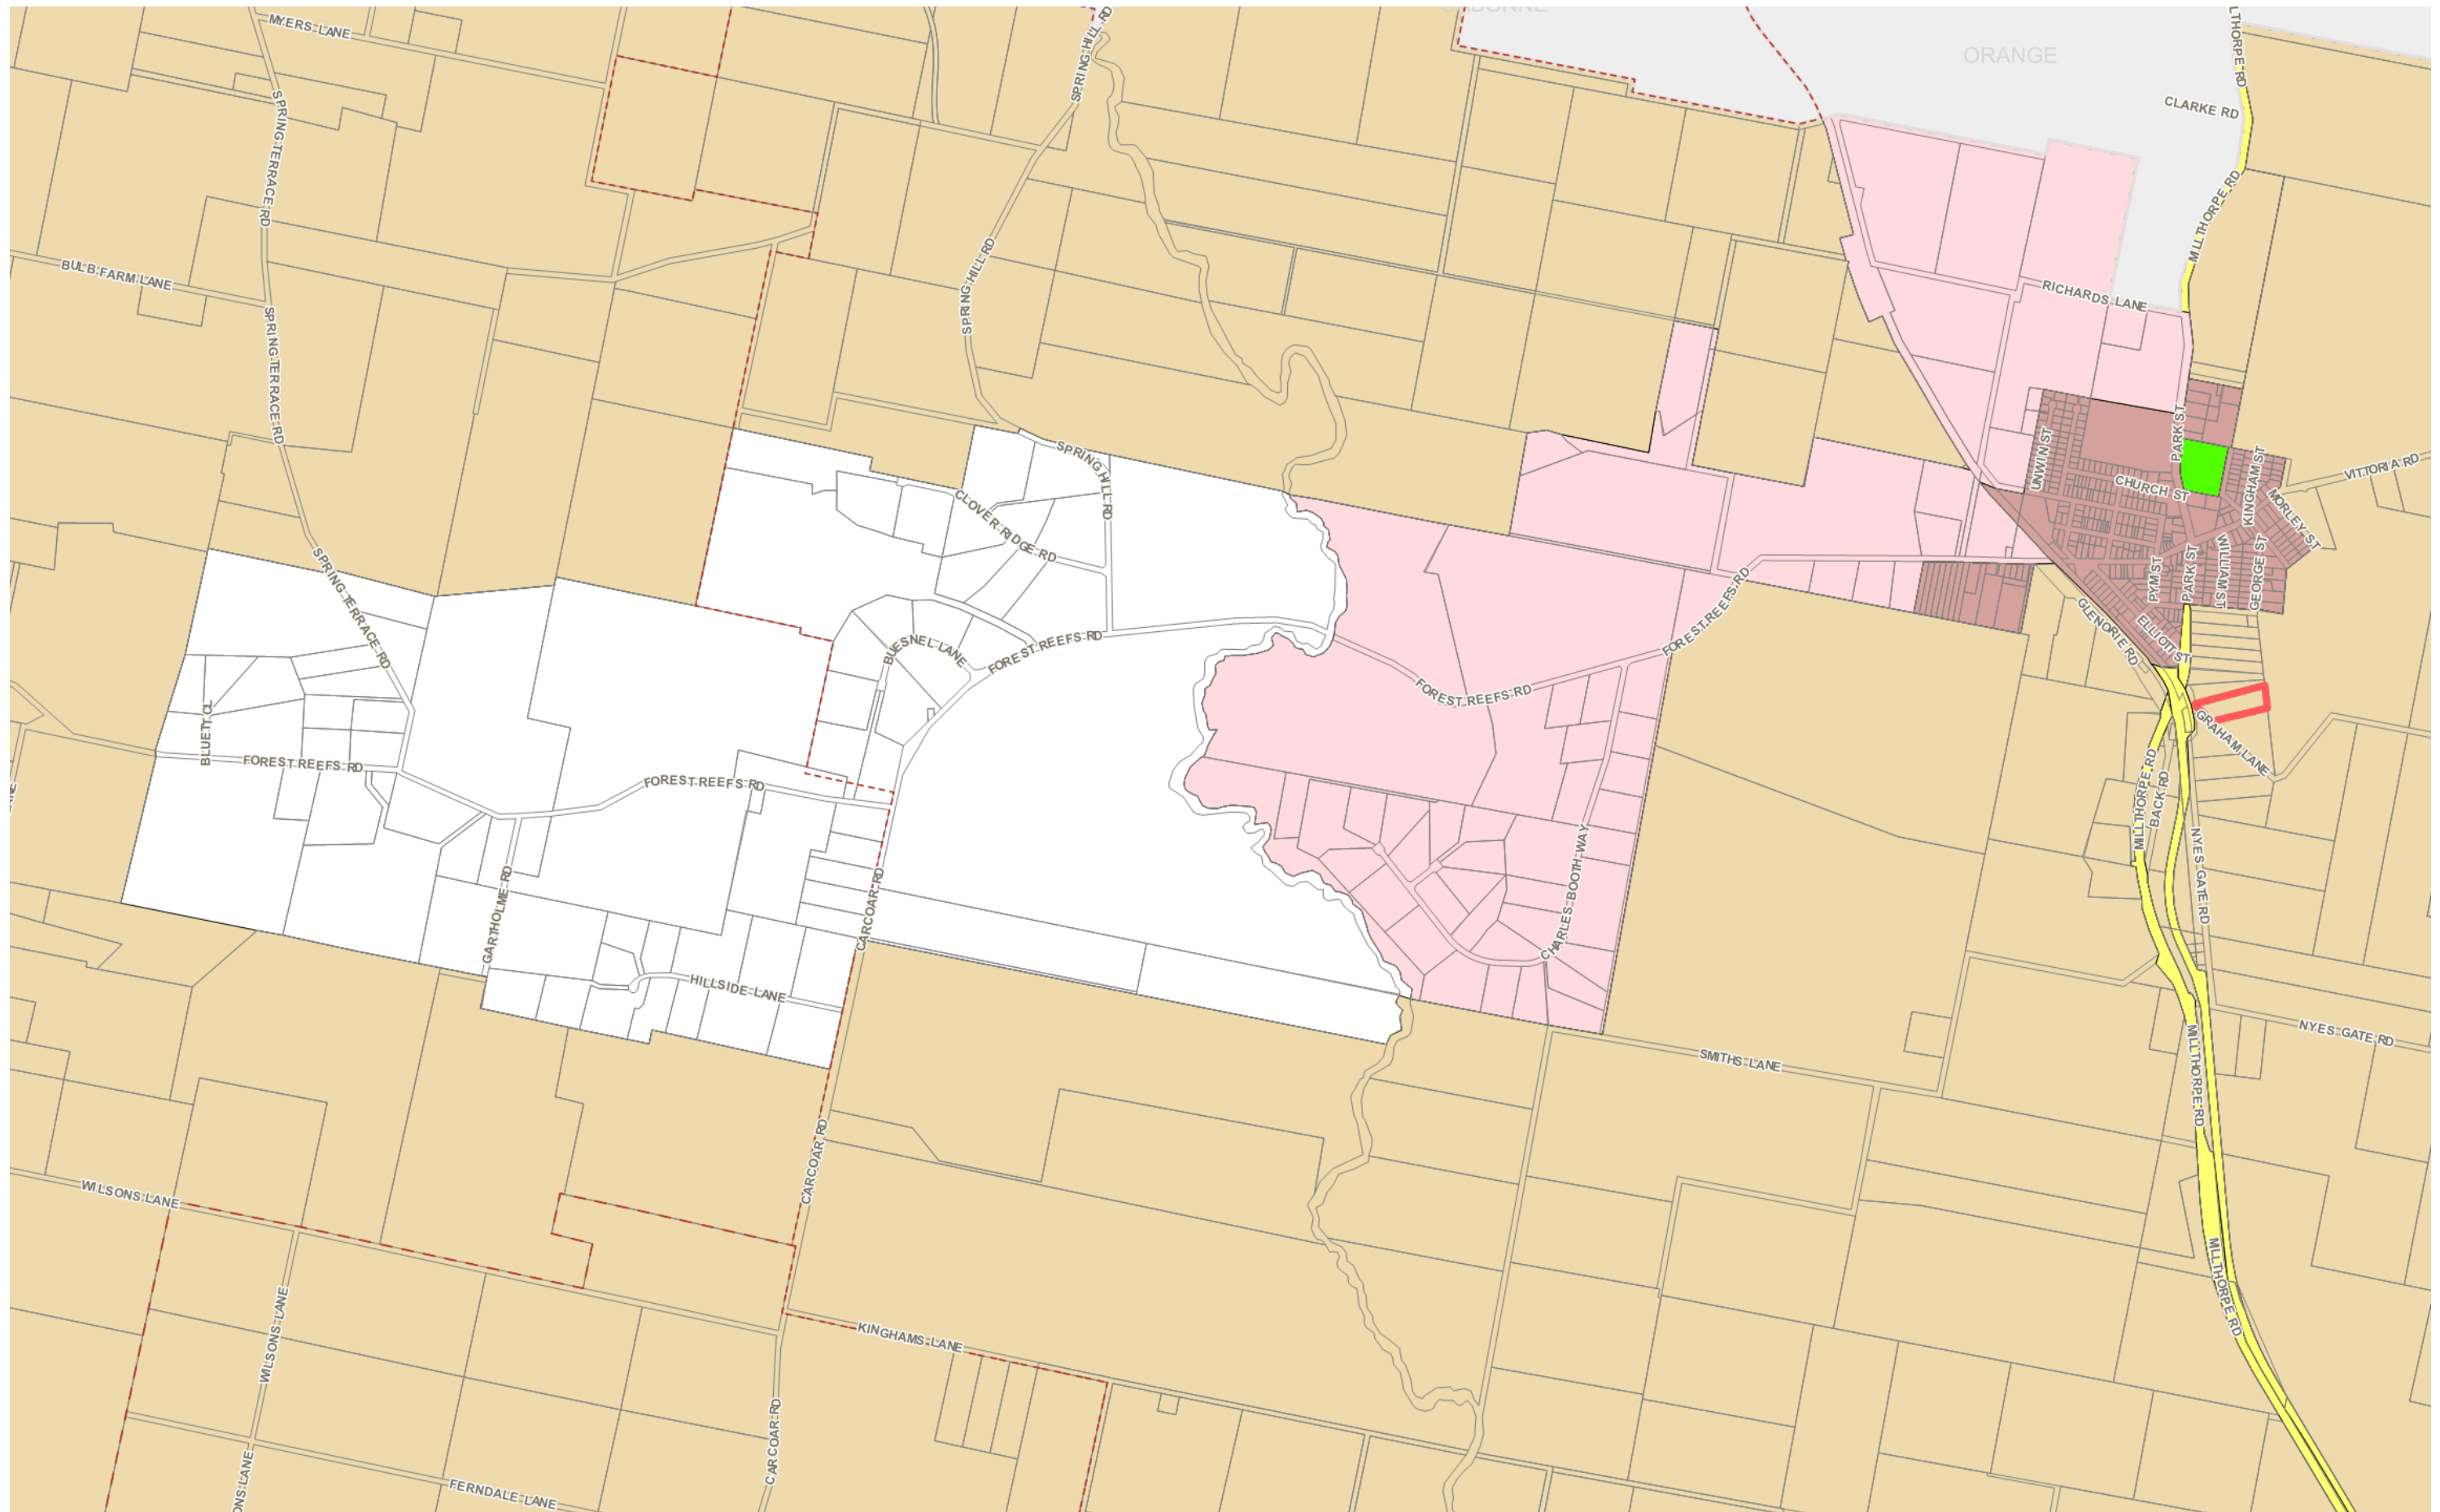 CABONNE
ORANGE
MYERS LANE
SPRING HILL RD
LTHORPE RD
CLARKE RD
SPRING TERRACE RD
MILLTHORPE RD
SPRING HILL RD
BULB FARM LANE
RICHARDS LANE
SPRING TERRACE RD
PARK ST
UNWIN ST
SPRING HILL RD
CHURCH ST
KINGHAM ST
VITTORIA RD
MORLEY ST
CLOVER RIDGE RD
SPRING TERRACE RD
PYM ST
PARK ST
WILLIAM ST
GEORGE ST
GLENORIE RD
ELLIOTT ST
BUESNEL LANE
FOREST REEFS RD
FOREST REEFS RD
FOREST REEFS RD
BLUETT CL
FOREST REEFS RD
FOREST REEFS RD
GRAHAM LANE
MILLTHORPE RD
BACK RD
NYES GATE RD
CHARLES BOOTH WAY
GARTHOLME RD
CARCOAR RD
HILLSIDE LANE
NYES GATE RD
SMITHS LANE
MILLTHORPE RD
CARCOAR RD
WILSONS LANE
MILLTHORPE RD
WILSONS LANE
KINGHAMS LANE
CARCOAR RD
ONS LANE
FERNDALE LANE